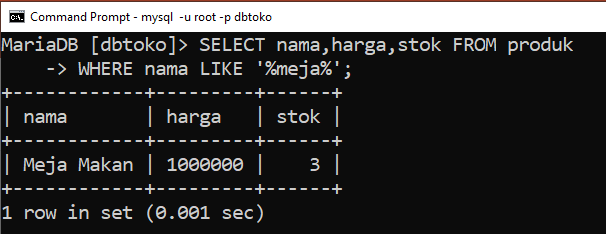 Command Prompt - mysql -u root -p dbtoko
MariaDB [dbtoko]> SELECT nama,harga,stok FROM produk
    -> WHERE nama LIKE '%meja%';
+------------+---------+------+
| nama       | harga   | stok |
+------------+---------+------+
| Meja Makan | 1000000 |    3 |
+------------+---------+------+
1 row in set (0.001 sec)